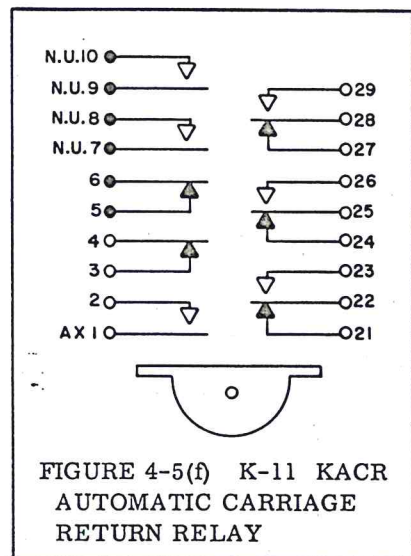 N.U.10
N.U.9
29
N.U.8
28
N.U.7
27
6
26
5
25
4
24
3
23
2
22
AX 1
21
FIGURE 4-5(f) K-11 KACR
AUTOMATIC CARRIAGE
RETURN RELAY